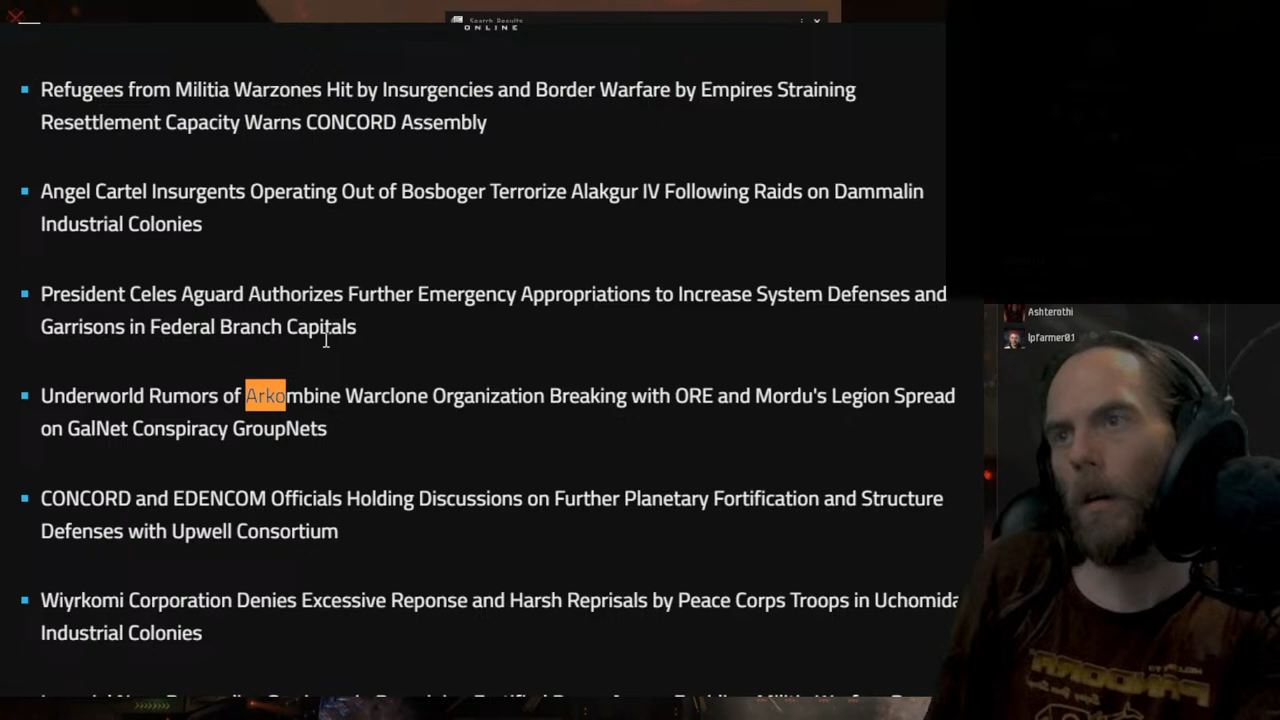 Search Results
ONLINE
Refugees from Militia Warzones Hit by Insurgencies and Border Warfare by Empires Straining
Resettlement Capacity Warns CONCORD Assembly
Angel Cartel Insurgents Operating Out of Bosboger Terrorize Alakgur IV Following Raids on Dammalin
Industrial Colonies
President Celes Aguard Authorizes Further Emergency Appropriations to Increase System Defenses and
Garrisons in Federal Branch Capitals
Underworld Rumors of Arkombine Warclone Organization Breaking with ORE and Mordu's Legion Spread
on GalNet Conspiracy GroupNets
CONCORD and EDENCOM Officials Holding Discussions on Further Planetary Fortification and Structure
Defenses with Upwell Consortium
Wiyrkomi Corporation Denies Excessive Reponse and Harsh Reprisals by Peace Corps Troops in Uchomida
Industrial Colonies
Ashterothi
lpfarmer01